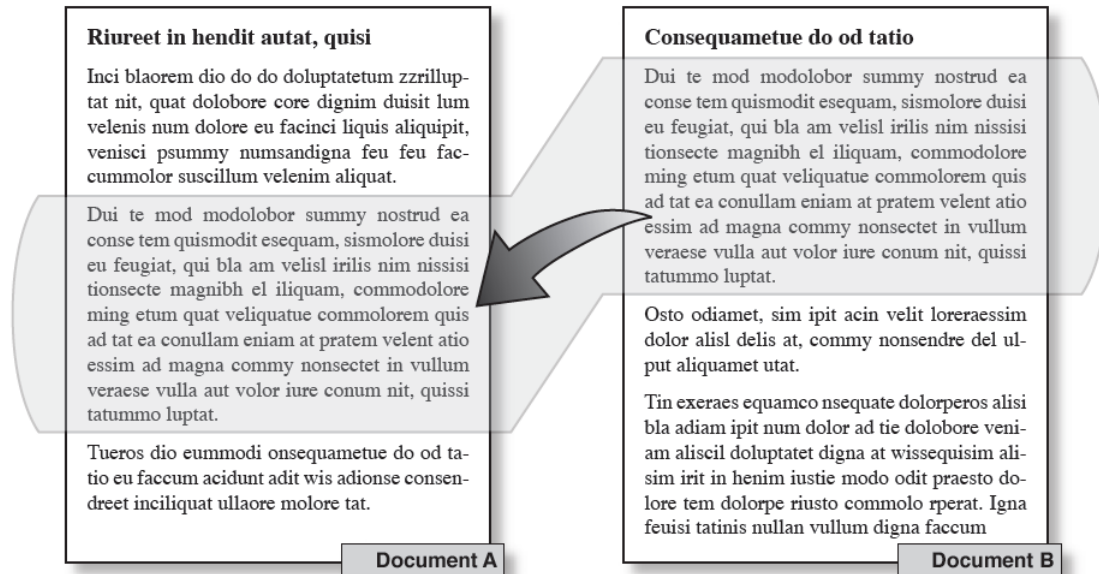 Riureet in hendit autat, quisi
Inci blaorem dio do do doluptatetum zzrillup-
tat nit, quat dolobore core dignim duisit lum
velenis num dolore eu facinci liquis aliquipit,
venisci psummy numsandigna feu feu fac-
cummolor suscillum velenim aliquat.
Dui te mod modolobor summy nostrud ea
conse tem quismodit esequam, sismolore duisi
eu feugiat, qui bla am velisl irilis nim nissisi
tionsecte magnibh el iliquam, commodolore
ming etum quat veliquatue commolorem quis
ad tat ea conullam eniam at pratem velent atio
essim ad magna commy nonsectet in vullum
veraese vulla aut volor iure conum nit, quissi
tatummo luptat.
Tueros dio eummodi onsequametue do od ta-
tio eu faccum acidunt adit wis adionse consen-
dreet inciliquat ullaore molore tat.
Document A
Consequametue do od tatio
Dui te mod modolobor summy nostrud ea
conse tem quismodit esequam, sismolore duisi
eu feugiat, qui bla am velisl irilis nim nissisi
tionsecte magnibh el iliquam, commodolore
ming etum quat veliquatue commolorem quis
ad tat ea conullam eniam at pratem velent atio
essim ad magna commy nonsectet in vullum
veraese vulla aut volor iure conum nit, quissi
tatummo luptat.
Osto odiamet, sim ipit acin velit loreraessim
dolor alisl delis at, commy nonsendre del ul-
put aliquamet utat.
Tin exeraes equamco nsequate dolorperos alisi
bla adiam ipit num dolor ad tie dolobore veni-
am aliscil doluptatet digna at wissequisim ali-
sim irit in henim iustie modo odit praesto do-
lore tem dolorpe riusto commolo rperat. Igna
feuisi tatinis nullan vullum digna faccum
Document B